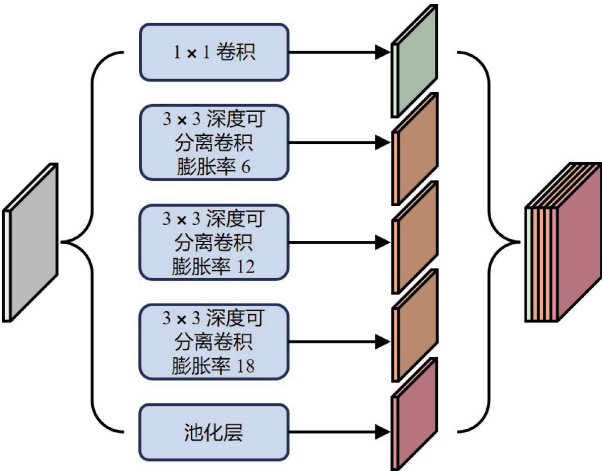 1 × 1 卷积
3 × 3 深度可
分离卷积
膨胀率 6
3 × 3 深度可
分离卷积
膨胀率 12
3 × 3 深度可
分离卷积
膨胀率 18
池化层